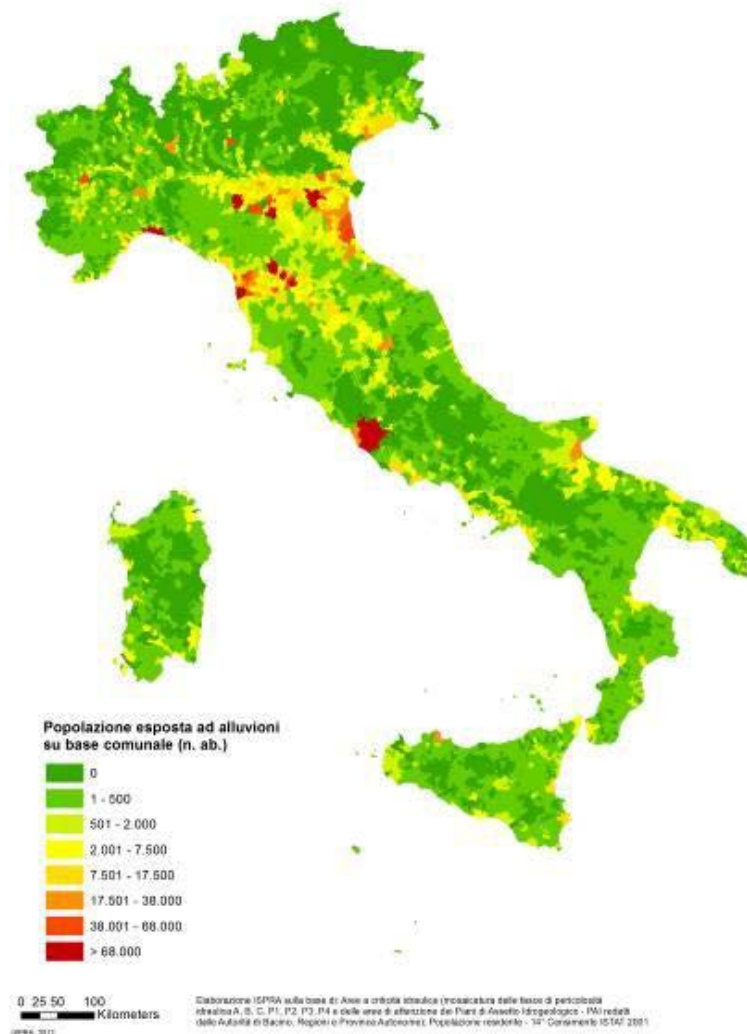 Popolazione esposta ad alluvioni
su base comunale (n. ab.)
0
1 - 500
501 - 2.000
2.001 - 7.500
7.501 - 17.500
17.501 - 38.000
38.001 - 68.000
> 68.000
0 25 50 100
Kilometers
Elaborazione ISPRA sulla base di: Aree a criticità idraulica (mosaicatura delle fasce di pericolosità
idraulica A, B, C, P1, P2, P3, P4 e delle aree di attenzione dei Piani di Assetto Idrogeologico - PAI redatti
dalle Autorità di Bacino, Regioni e Province Autonome); Popolazione residente - 14° Censimento ISTAT 2001